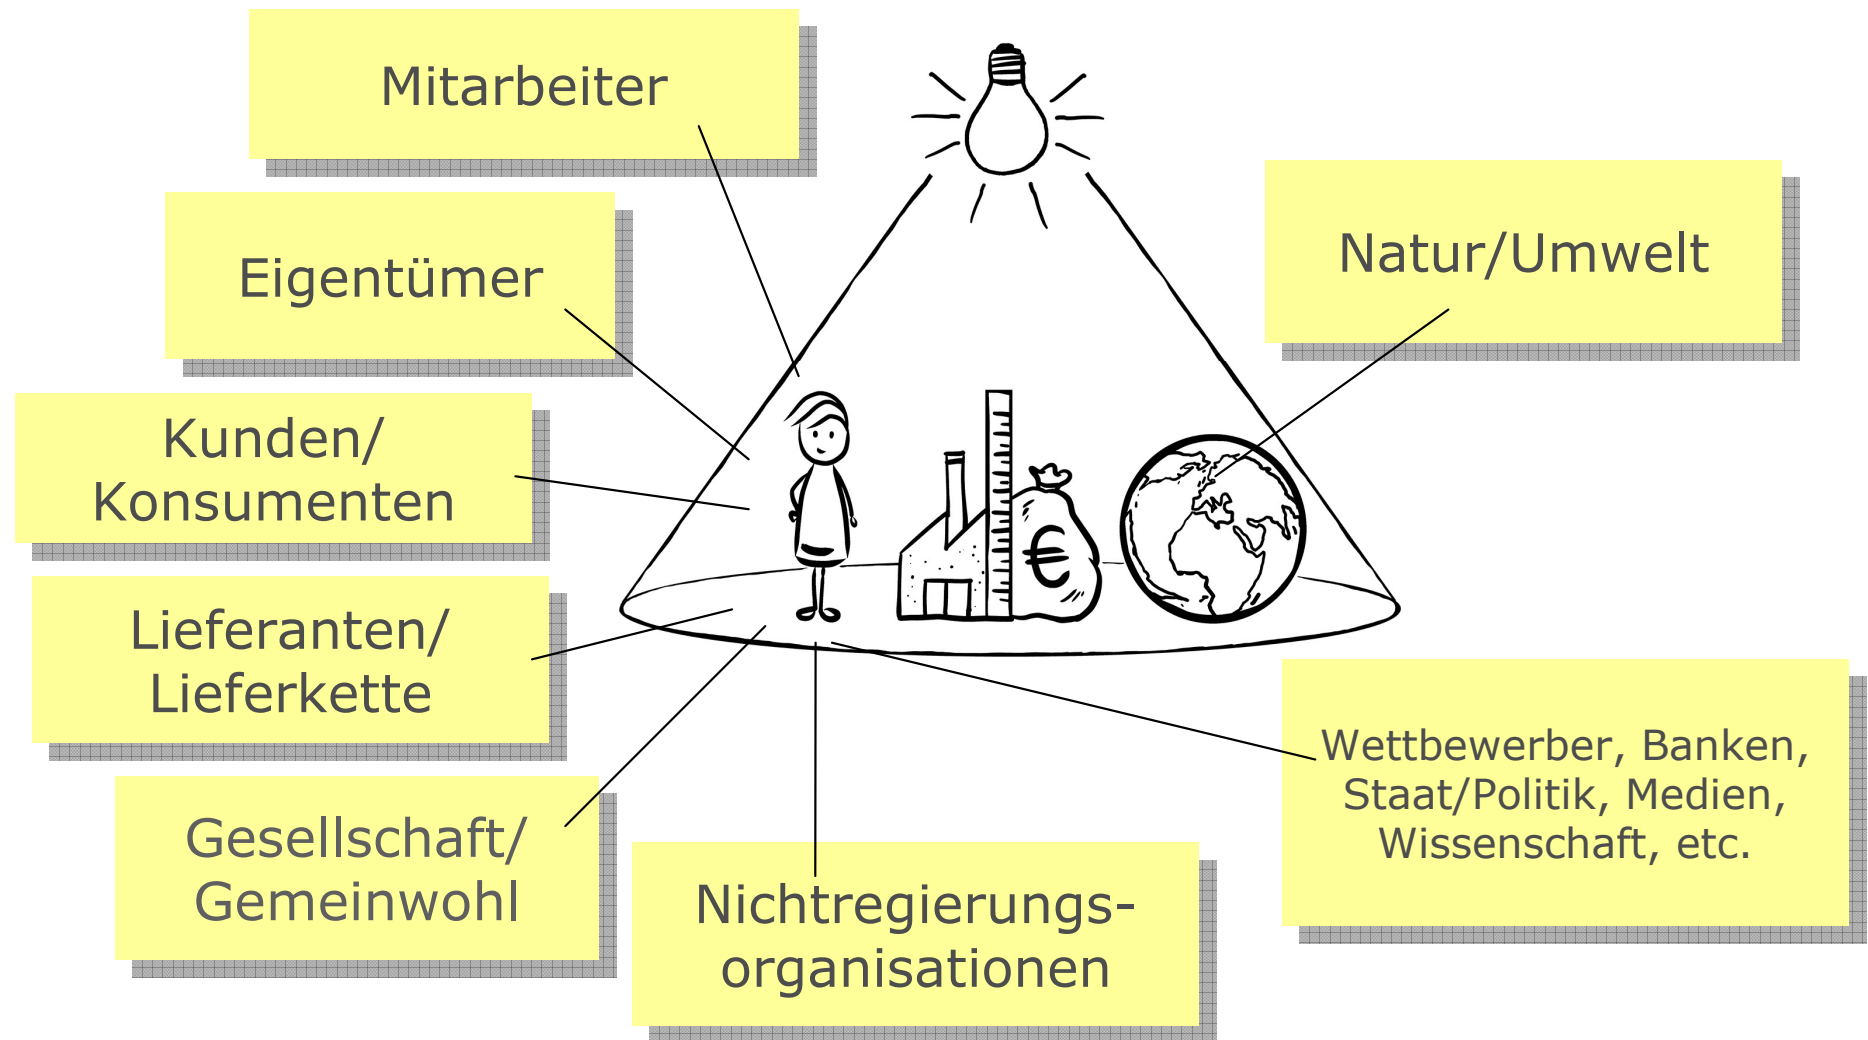 Mitarbeiter
Eigentümer
Natur/Umwelt
Kunden/
Konsumenten
€
Lieferanten/
Lieferkette
Gesellschaft/
Gemeinwohl
Nichtregierungs-
organisationen
Wettbewerber, Banken,
Staat/Politik, Medien,
Wissenschaft, etc.